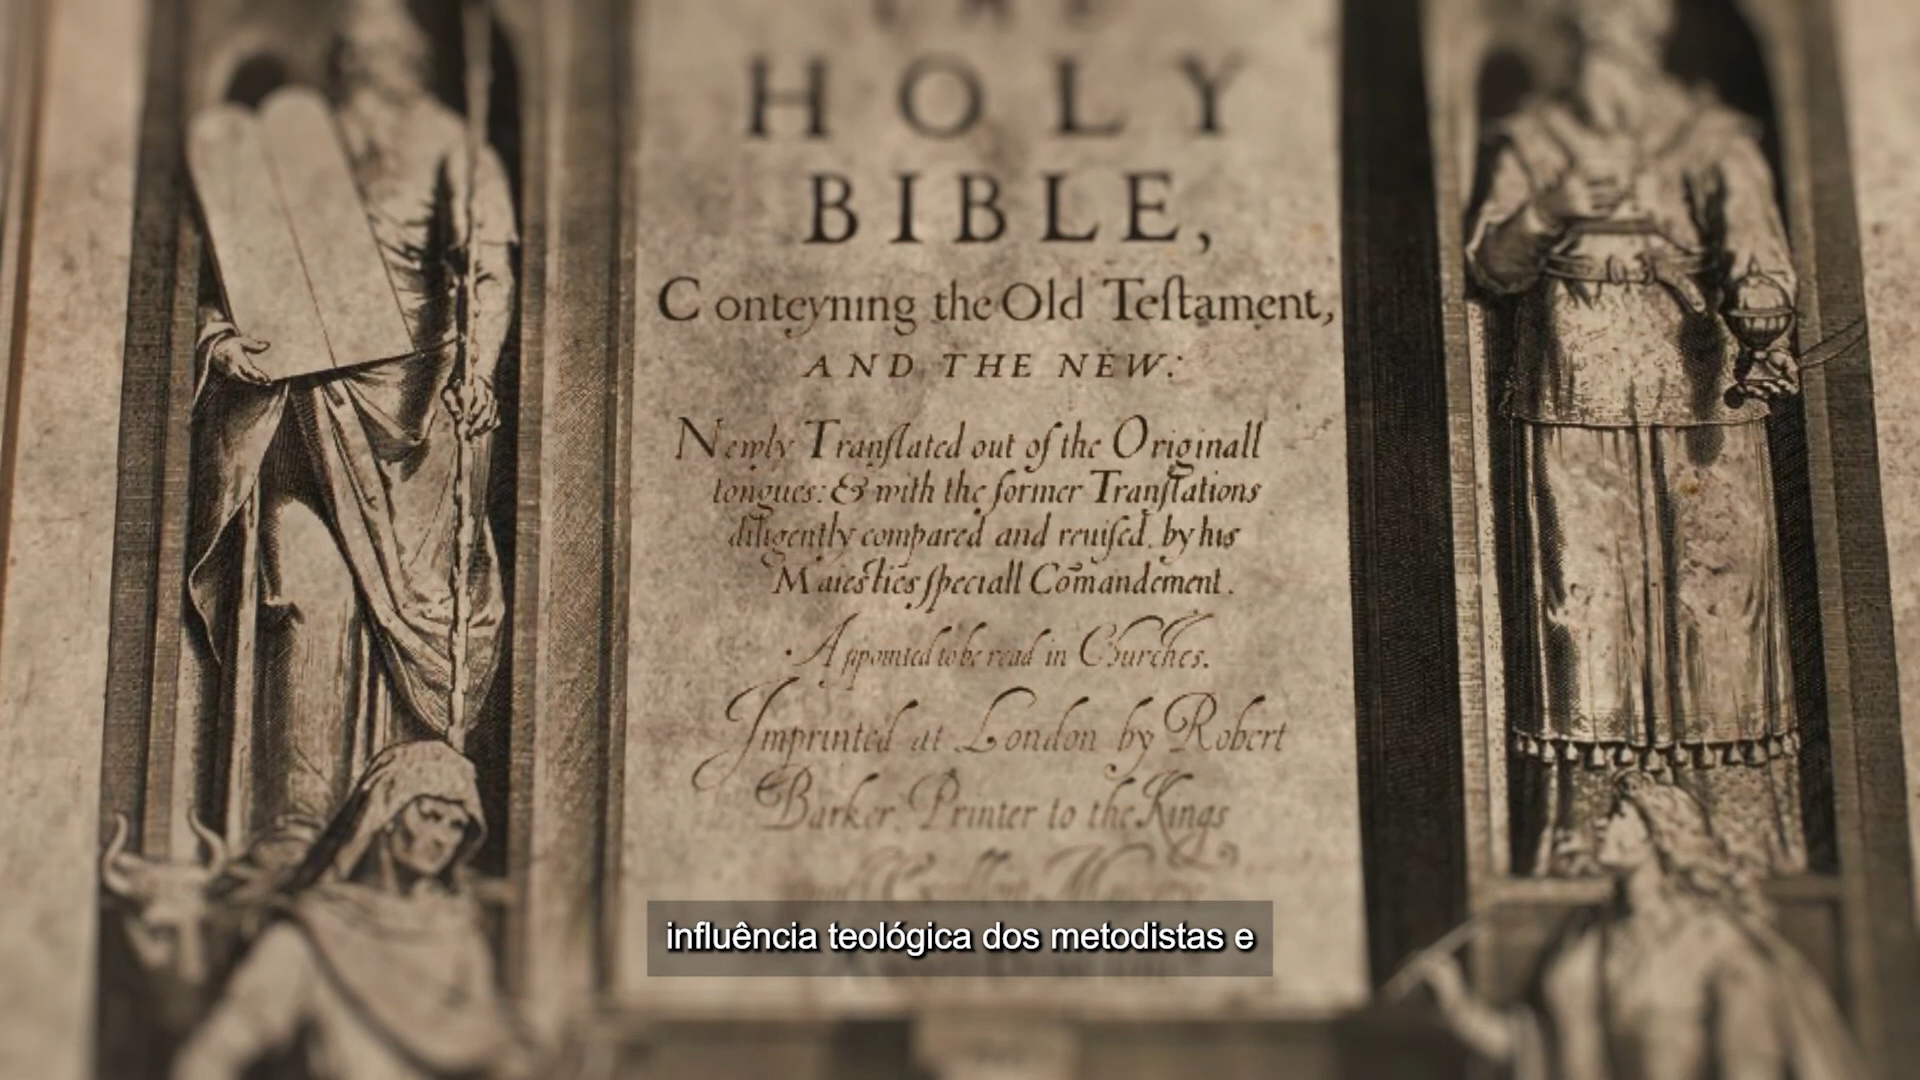 HOLY
BIBLE,
Conteyning the Old Teſtament,
AND THE NEW:
Newly Tranſlated out of the Originall
tongues: & with the former Tranſlations
diligently compared and reuiſed, by his
Maieſties ſpeciall Comandement.
Appointed to be read in Churches.
Imprinted at London by Robert
Barker, Printer to the Kings
influência teológica dos metodistas e